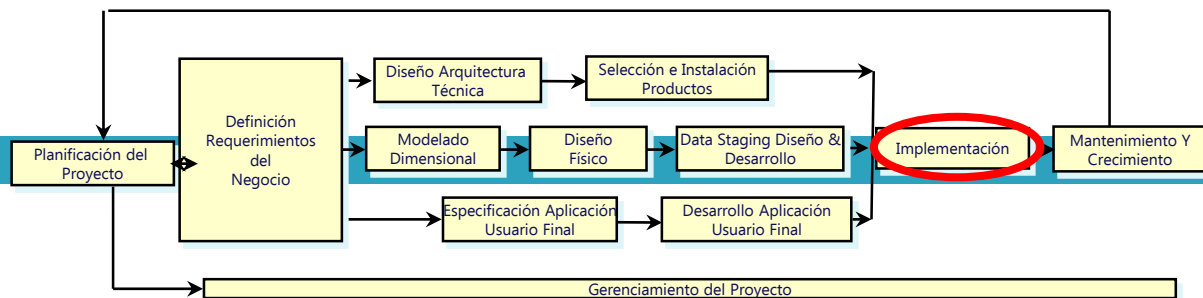 Diseño Arquitectura
Técnica
Selección e Instalación
Productos
Definición
Requerimientos
del
Negocio
Planificación del
Proyecto
Modelado
Dimensional
Diseño
Físico
Data Staging Diseño &
Desarrollo
Implementación
Mantenimiento Y
Crecimiento
Especificación Aplicación
Usuario Final
Desarrollo Aplicación
Usuario Final
Gerenciamiento del Proyecto